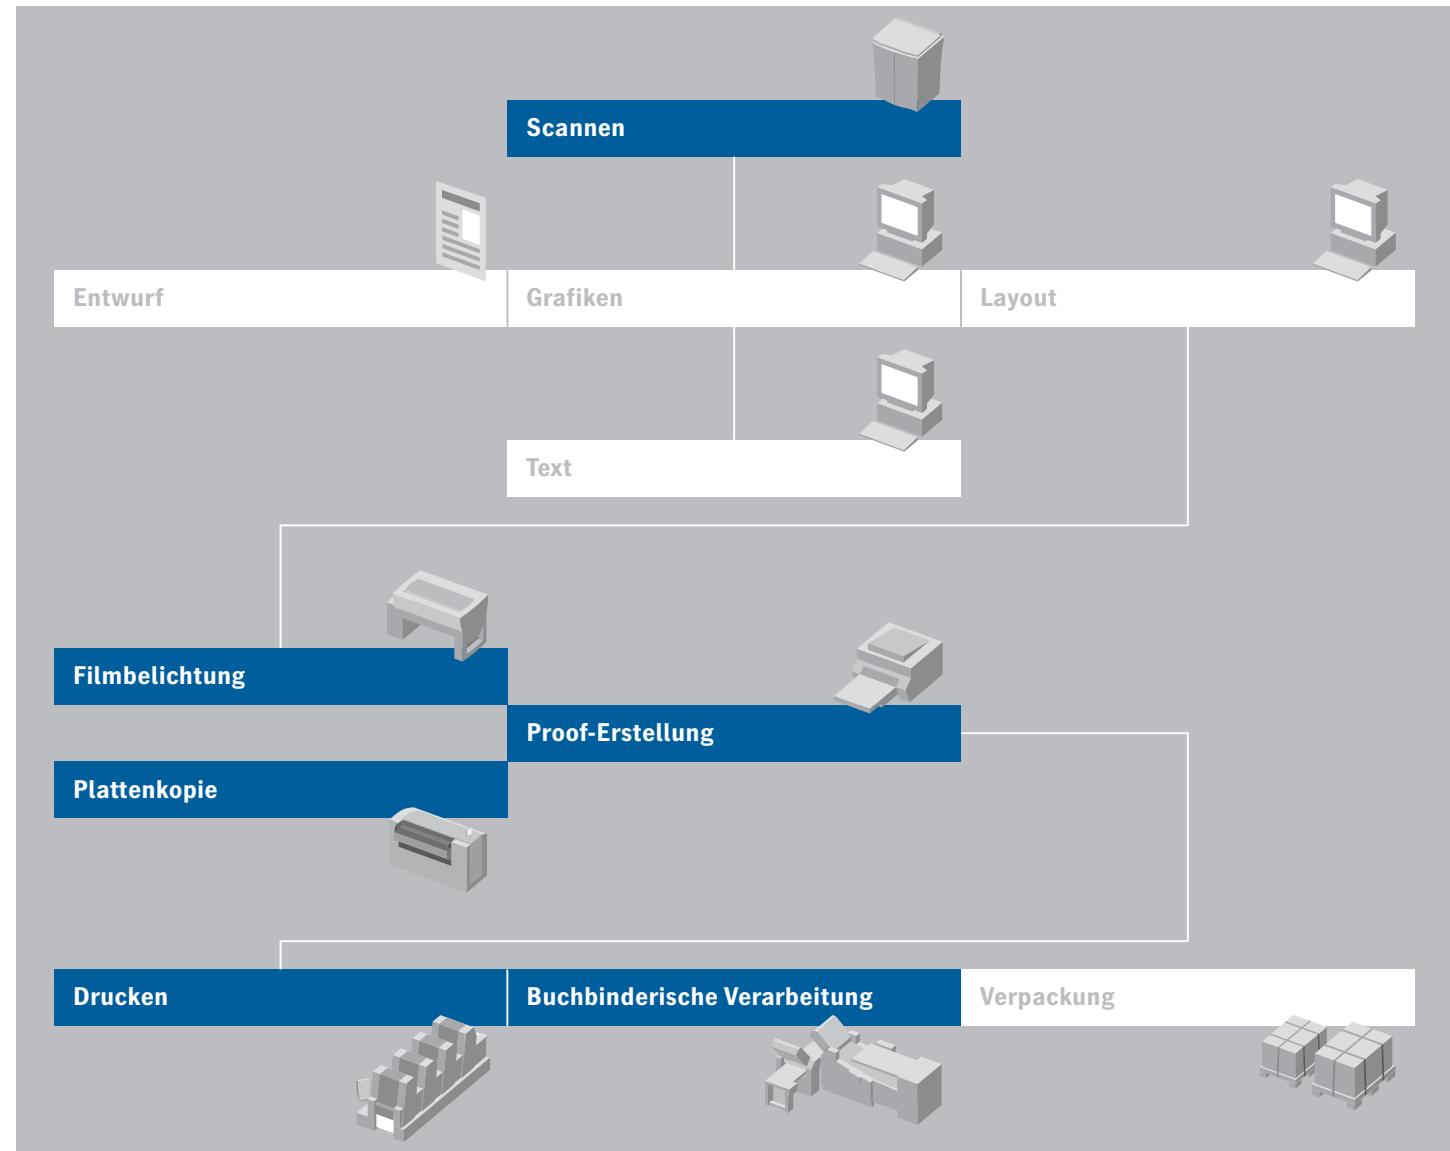 Scannen
Entwurf
Grafiken
Layout
Text
Filmbelichtung
Proof-Erstellung
Plattenkopie
Drucken
Buchbinderische Verarbeitung
Verpackung